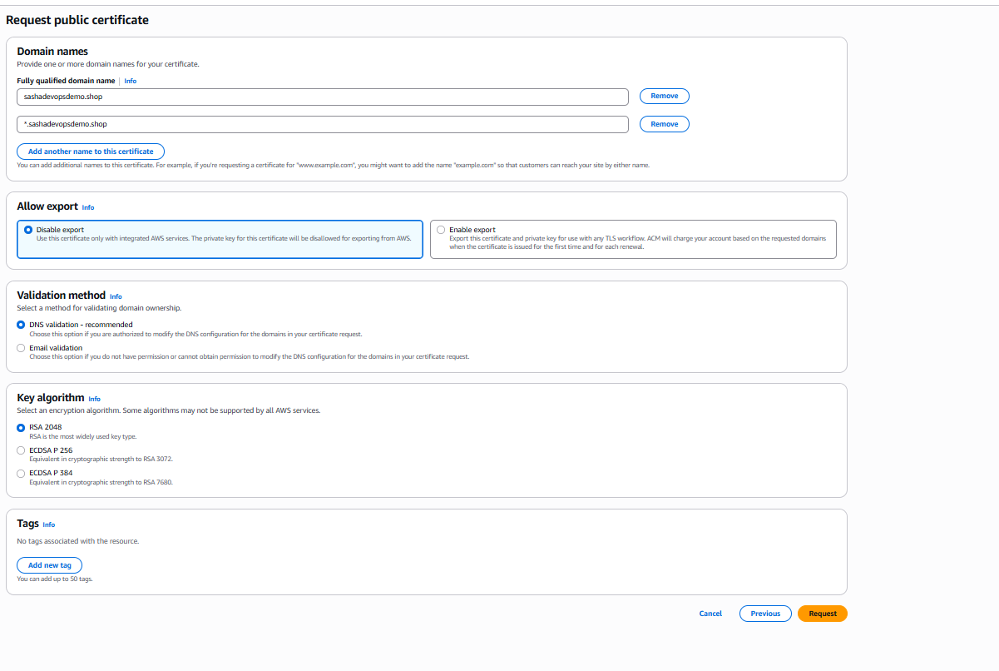 Request public certificate
Domain names
Provide one or more domain names for your certificate.
Fully qualified domain name | Info
sashadevopsdemo.shop
Remove
*.sashadevopsdemo.shop
Remove
Add another name to this certificate
You can add additional names to this certificate. For example, if you're requesting a certificate for "www.example.com", you might want to add the name "example.com" so that customers can reach your site by either name.
Allow export Info
Disable export
Use this certificate only with integrated AWS services. The private key for this certificate will be disallowed for exporting from AWS.
Enable export
Export this certificate and private key for use with any TLS workflow. ACM will charge your account based on the requested domains
when the certificate is issued for the first time and for each renewal.
Validation method Info
Select a method for validating domain ownership.
DNS validation - recommended
Choose this option if you are authorized to modify the DNS configuration for the domains in your certificate request.
Email validation
Choose this option if you do not have permission or cannot obtain permission to modify the DNS configuration for the domains in your certificate request.
Key algorithm Info
Select an encryption algorithm. Some algorithms may not be supported by all AWS services.
RSA 2048
RSA is the most widely used key type.
ECDSA P 256
Equivalent in cryptographic strength to RSA 3072.
ECDSA P 384
Equivalent in cryptographic strength to RSA 7680.
Tags Info
No tags associated with the resource.
Add new tag
You can add up to 50 tags.
Cancel
Previous
Request